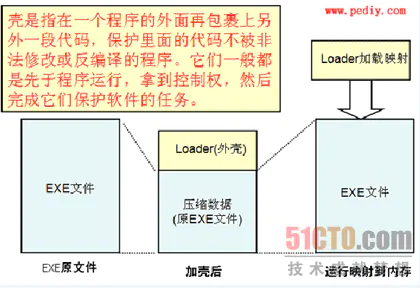 www.pediy.com
壳是指在一个程序的外面再包裹上另
外一段代码，保护里面的代码不被非
法修改或反编译的程序。它们一般都
是先于程序运行，拿到控制权，然后
完成它们保护软件的任务。
Loader加载映射
EXE文件
Loader(外壳)
压缩数据
(原EXE文件)
EXE文件
51CTO.com
技术成就梦想
EXE原文件
加壳后
运行映射到内存